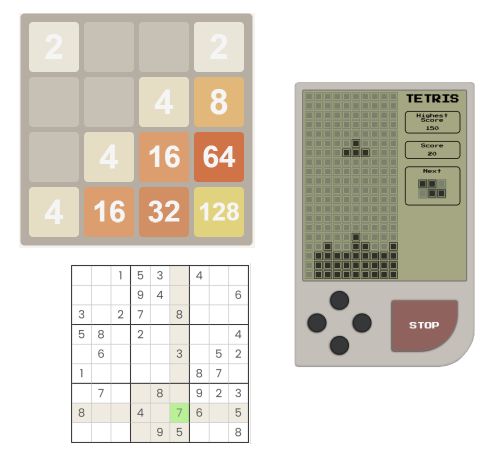 2 2
4 8
4 16 64
4 16 32 128
TETRIS
Highest
Score
150
Score
20
Next
STOP
1 5 3 4
9 4 6
3 2 7 8
5 8 2 4
6 3 5 2
1 8 7
7 8 9 2 3
8 4 7 6 5
9 5 8